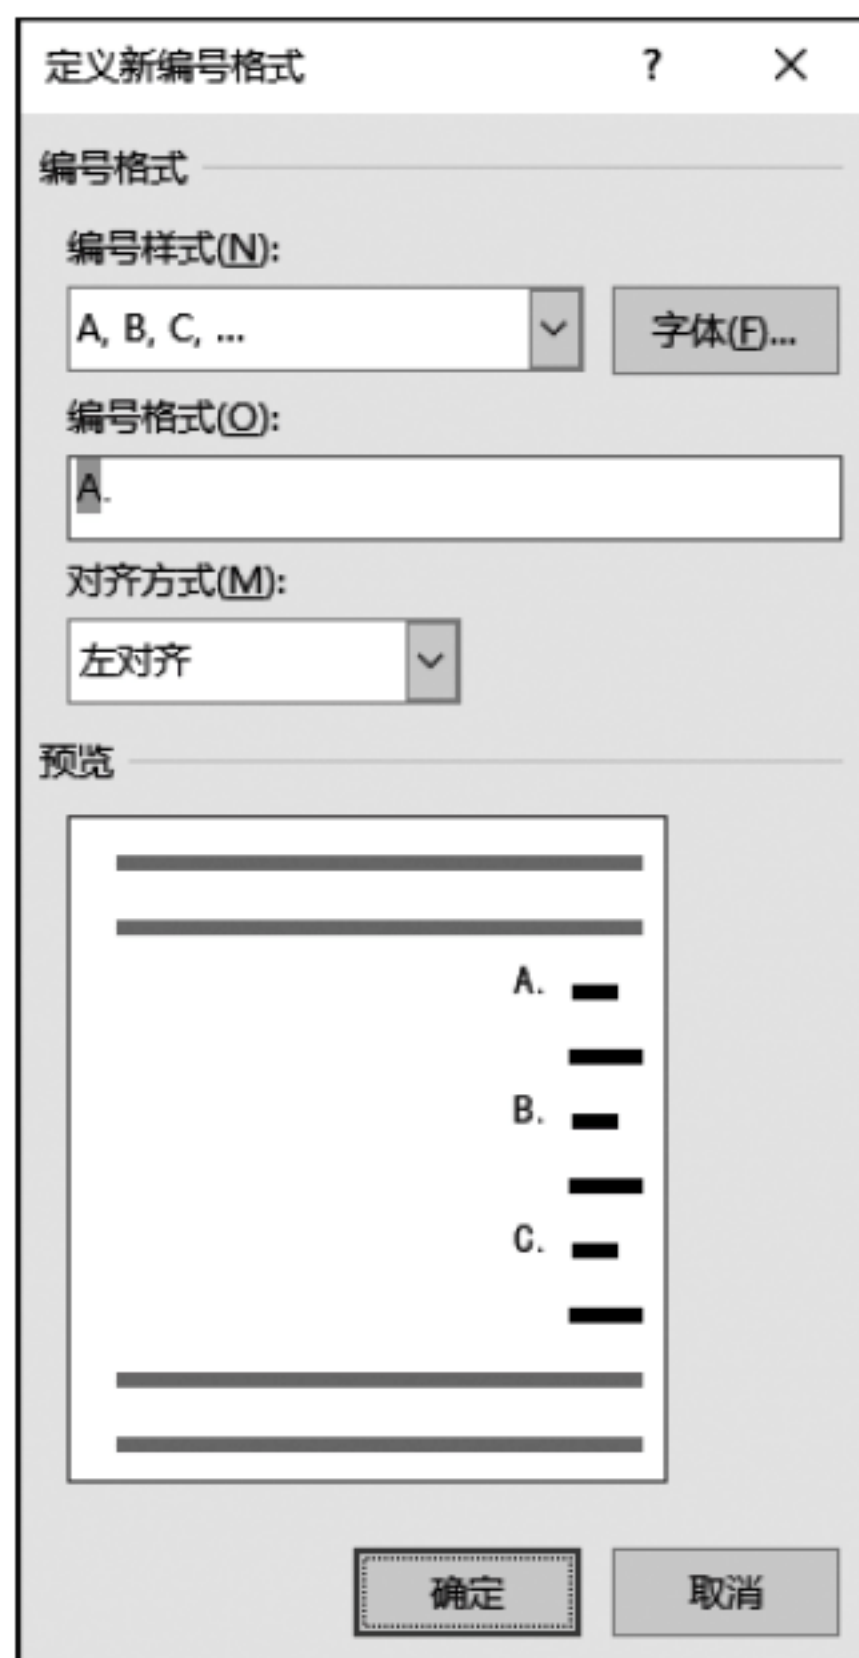 定义新编号格式 ? ×
编号格式
编号样式(N):
A, B, C, ... 字体(F)...
编号格式(O):
A.
对齐方式(M):
左对齐
预览
A.
B.
C.
确定 取消